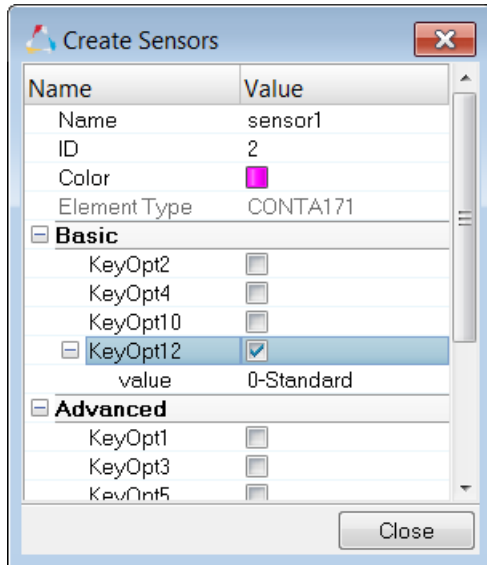 Create Sensors
Name Value
Name sensor1
ID 2
Color
Element Type CONTA171
Basic
KeyOpt2
KeyOpt4
KeyOpt10
KeyOpt12
value 0-Standard
Advanced
KeyOpt1
KeyOpt3
KeyOpt5
Close